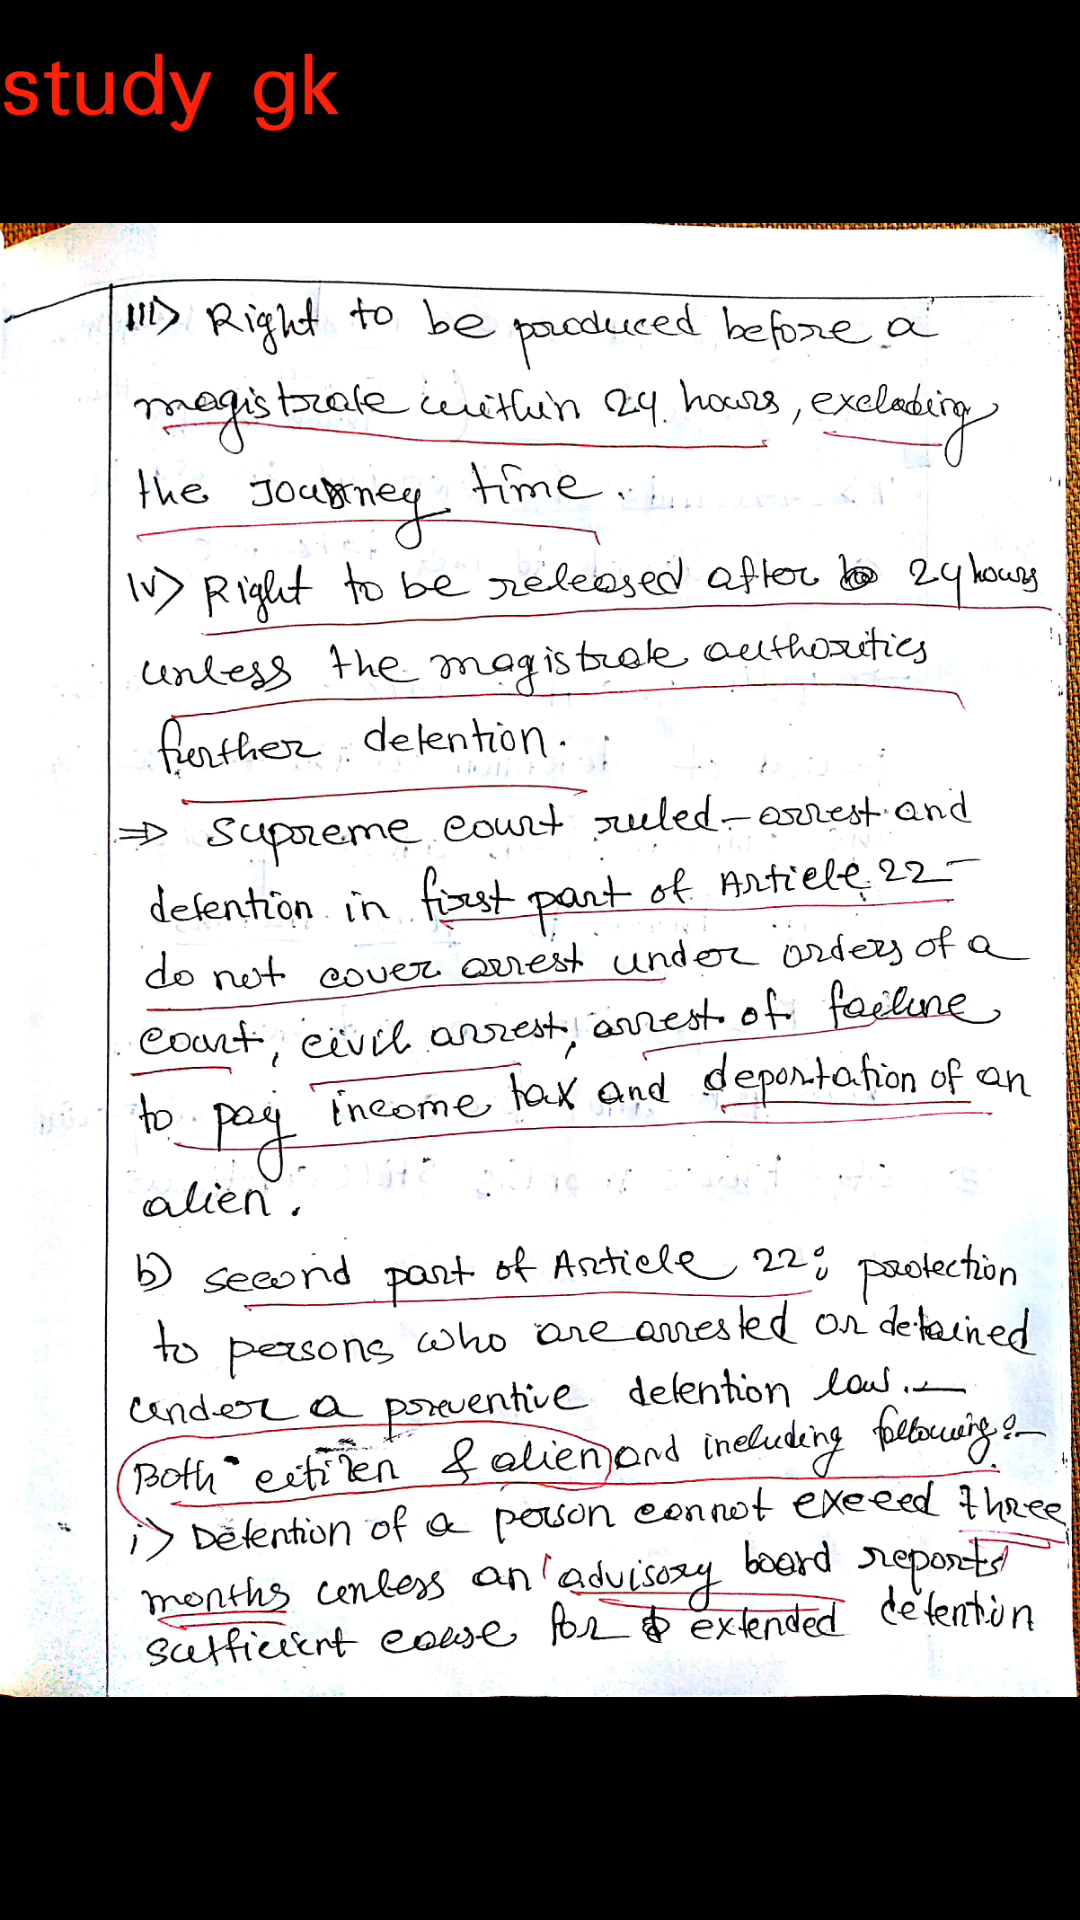 study gk
III> Right to be produced before a
magistrate within 24 hours, excluding
the Journey time.
IV> Right to be released after 24 hours
unless the magistrate authorities
further detention.
⇒ Supreme court ruled - arrest and
detention in first part of Article 22 -
do not cover arrest under orders of a
court, civil arrest, arrest of failure
to pay income tax and deportation of an
alien.
b) second part of Article 22: protection
to persons who are arrested or detained
under a preventive detention law. -
Both citizen & alien and including following :-
i> Detention of a person cannot exceed three
months unless an advisory board reports
sufficient cause for extended detention